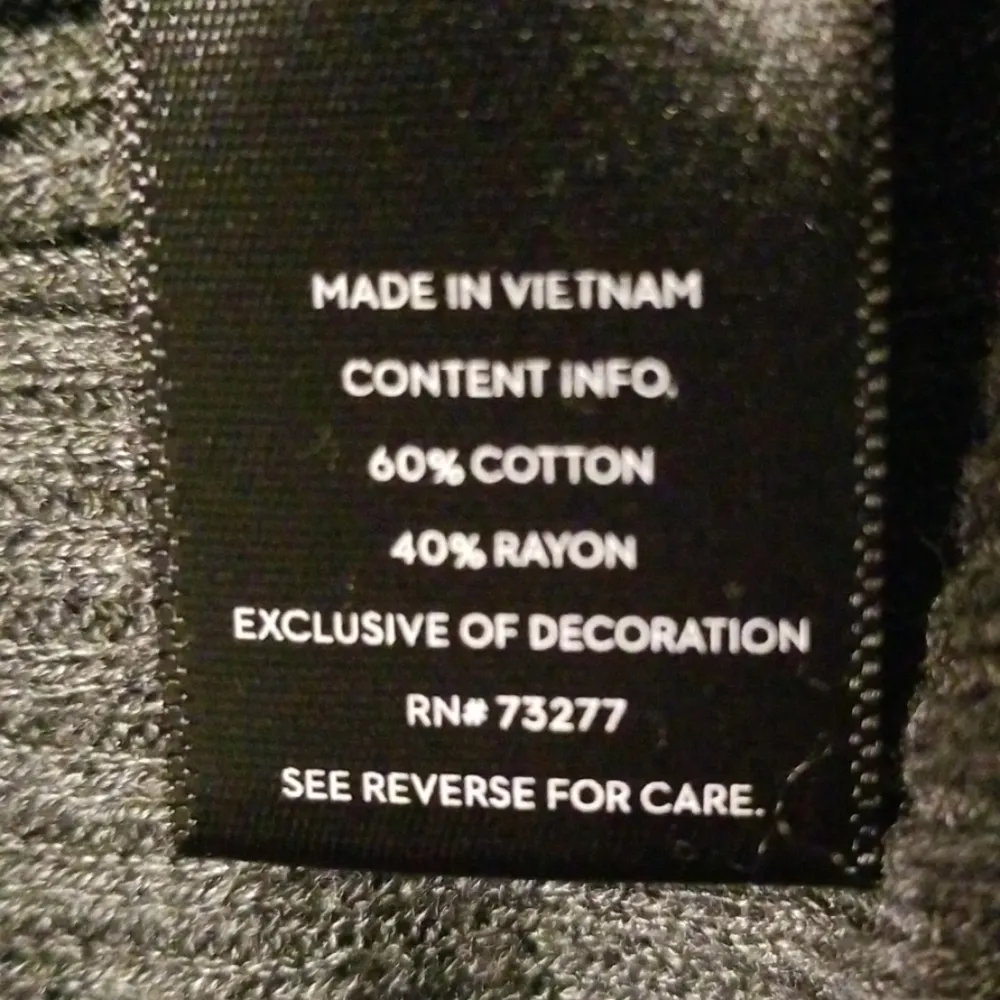 MADE IN VIETNAM
CONTENT INFO.
60% COTTON
40% RAYON
EXCLUSIVE OF DECORATION
RN# 73277
SEE REVERSE FOR CARE.